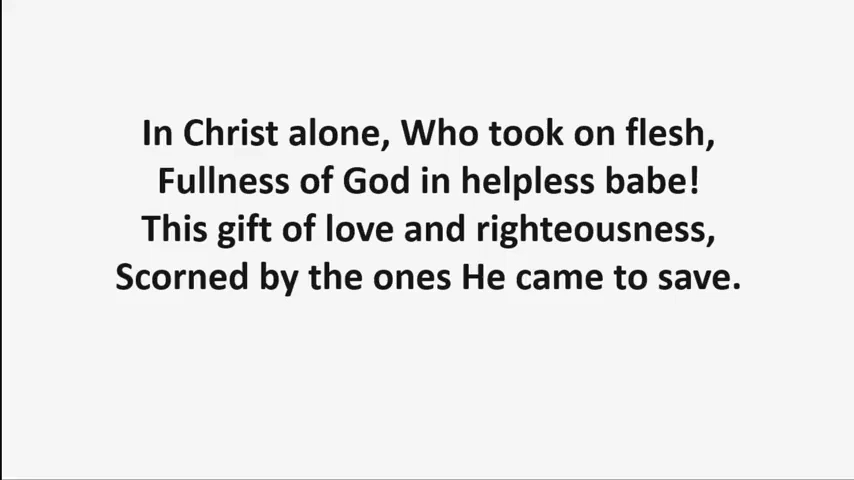 In Christ alone, Who took on flesh,
Fullness of God in helpless babe!
This gift of love and righteousness,
Scorned by the ones He came to save.